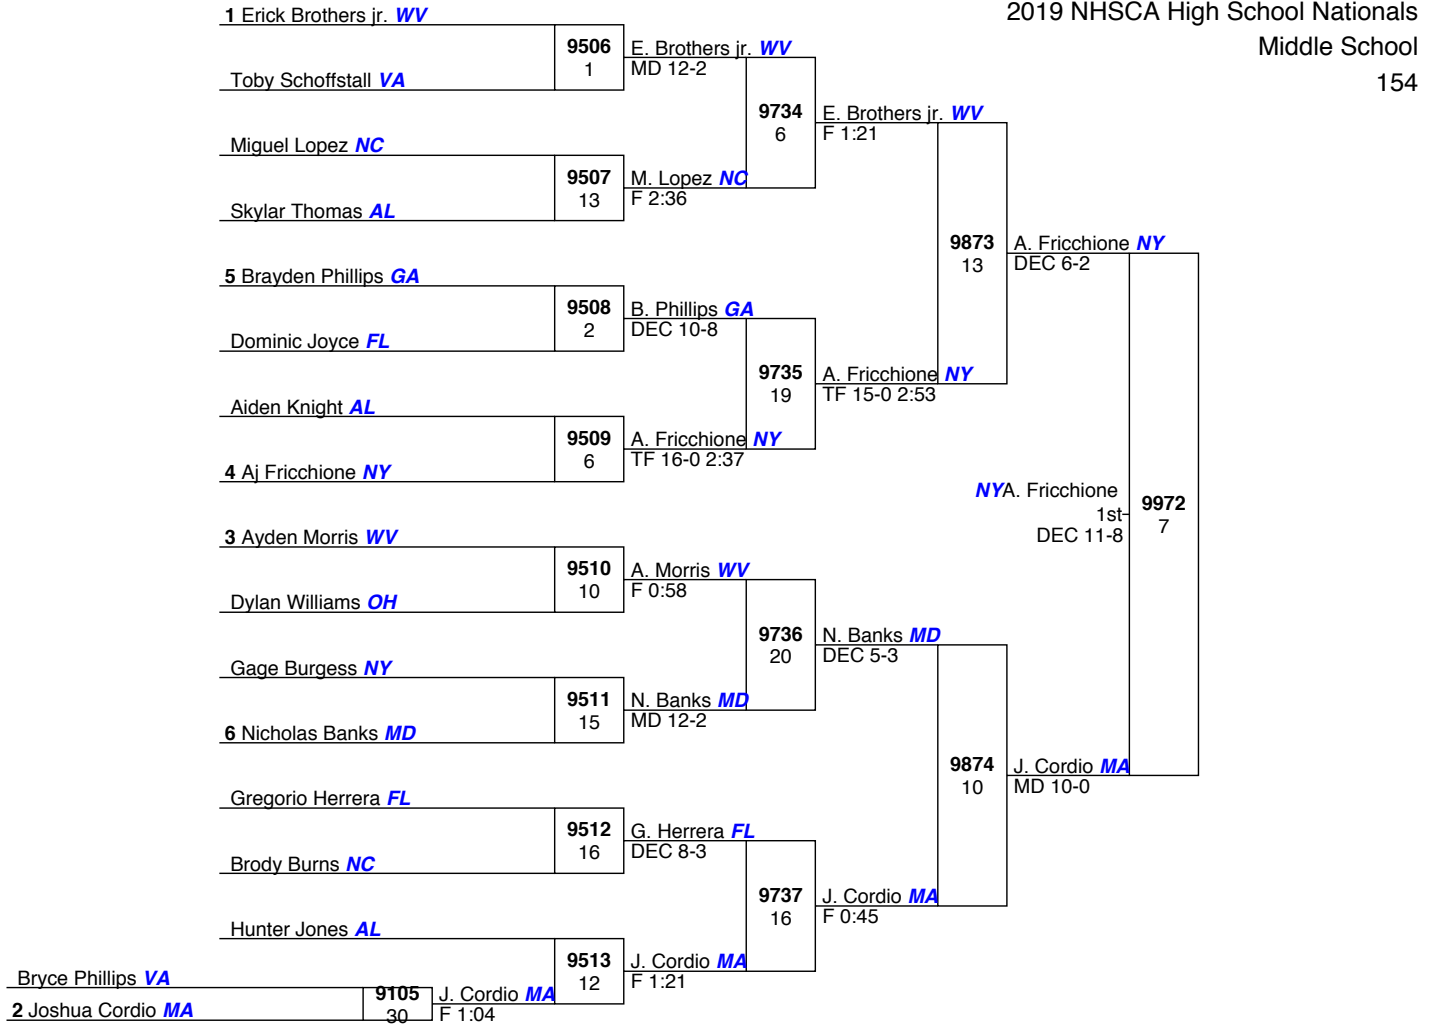 2019 NHSCA High School Nationals
Middle School
154
1 Erick Brothers jr. WV
Toby Schoffstall VA
9506
1
E. Brothers jr. WV
MD 12-2
Miguel Lopez NC
Skylar Thomas AL
9507
13
M. Lopez NC
F 2:36
9734
6
E. Brothers jr. WV
F 1:21
5 Brayden Phillips GA
Dominic Joyce FL
9508
2
B. Phillips GA
DEC 10-8
Aiden Knight AL
4 Aj Fricchione NY
9509
6
A. Fricchione NY
TF 16-0 2:37
9735
19
A. Fricchione NY
TF 15-0 2:53
9873
13
A. Fricchione NY
DEC 6-2
3 Ayden Morris WV
Dylan Williams OH
9510
10
A. Morris WV
F 0:58
Gage Burgess NY
6 Nicholas Banks MD
9511
15
N. Banks MD
MD 12-2
9736
20
N. Banks MD
DEC 5-3
Gregorio Herrera FL
Brody Burns NC
9512
16
G. Herrera FL
DEC 8-3
Hunter Jones AL
Bryce Phillips VA
2 Joshua Cordio MA
9105
30
J. Cordio MA
F 1:04
9513
12
J. Cordio MA
F 1:21
9737
16
J. Cordio MA
F 0:45
9874
10
J. Cordio MA
MD 10-0
NYA. Fricchione
1st
DEC 11-8
9972
7